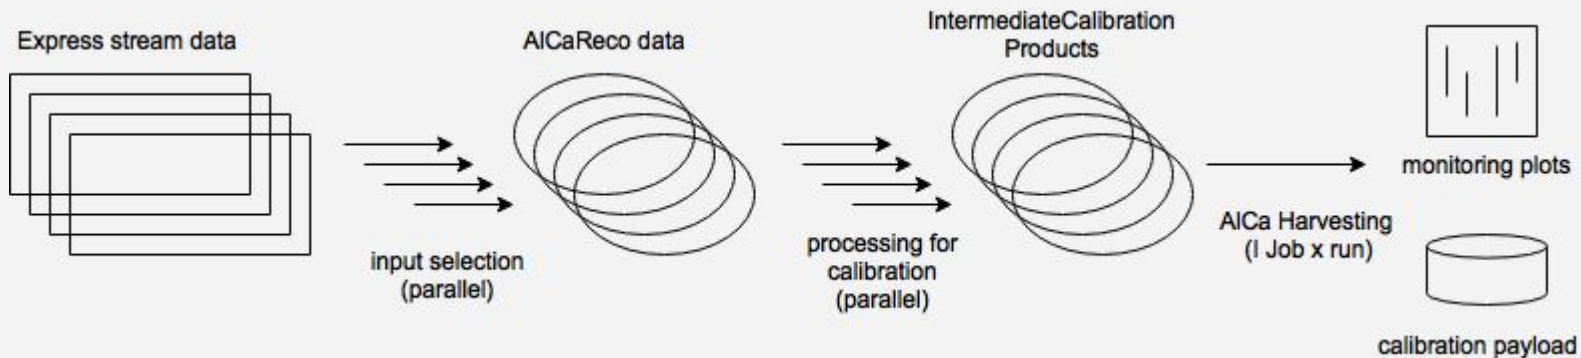 Express stream data
input selection
(parallel)
AlCaReco data
processing for
calibration
(parallel)
IntermediateCalibration
Products
AlCa Harvesting
(I Job x run)
monitoring plots
calibration payload